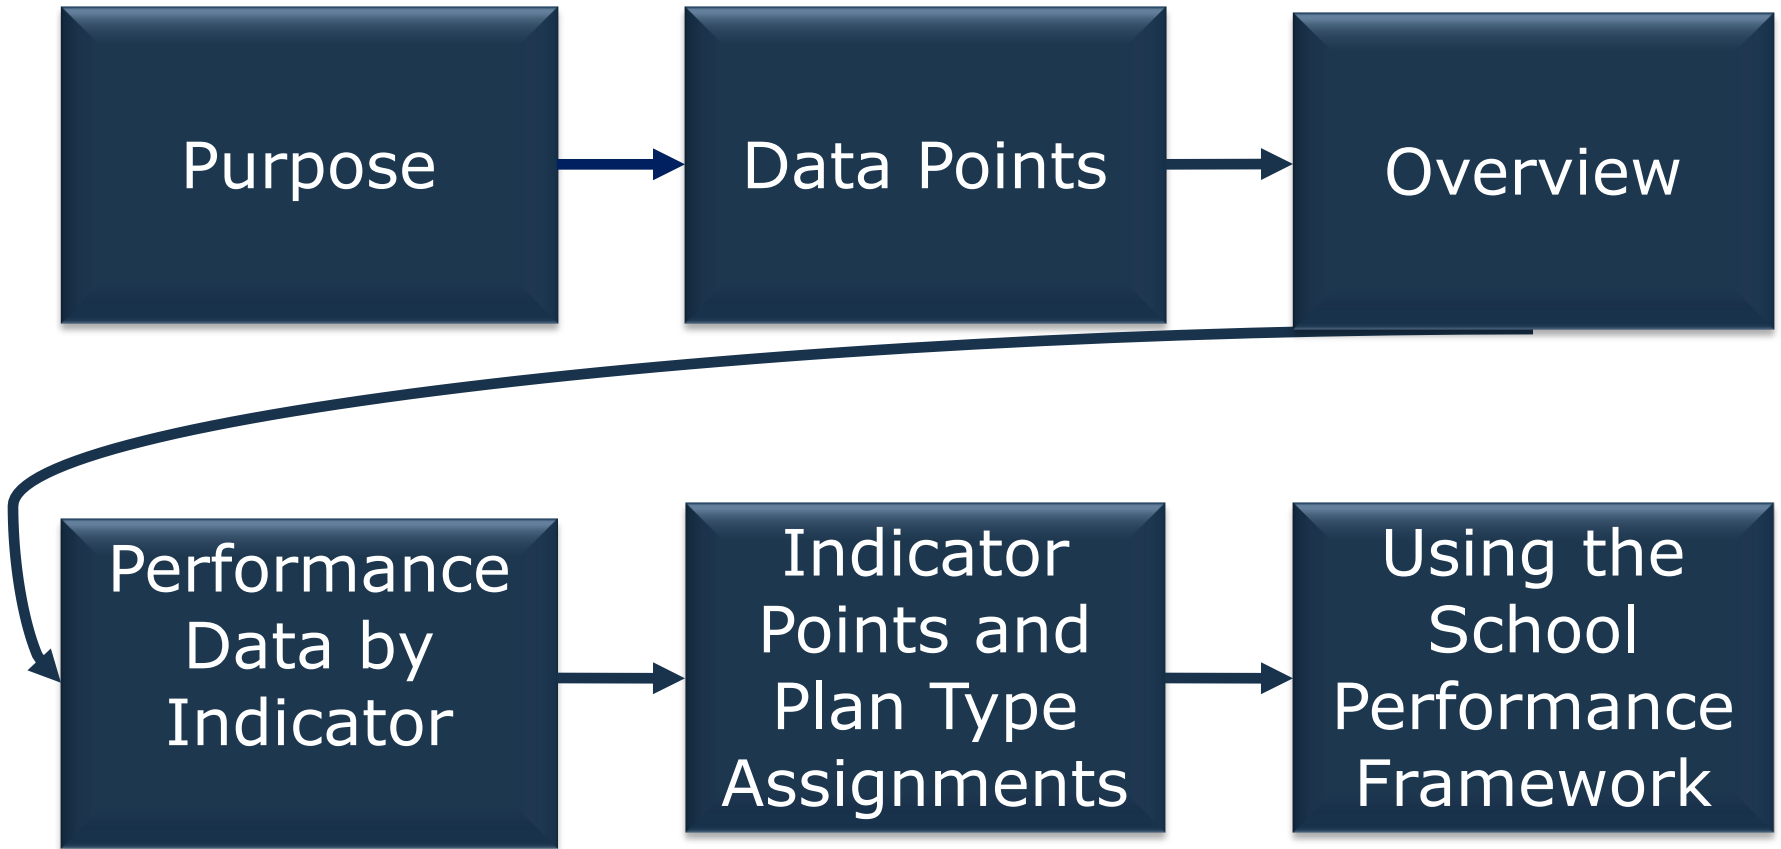 Purpose
Data Points
Overview
Performance
Data by
Indicator
Indicator
Points and
Plan Type
Assignments
Using the
School
Performance
Framework